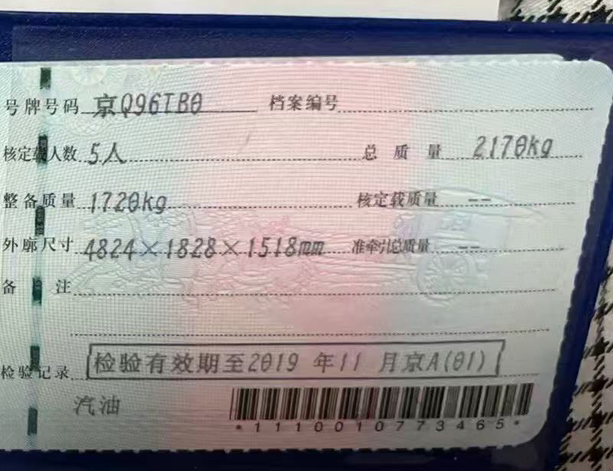 号牌号码 京Q96TB0 档案编号
核定载人数 5人 总质量 2170kg
整备质量 1720kg 核定载质量 --
外廓尺寸 4824×1828×1518mm 准牵引总质量 --
备注
检验记录 检验有效期至2019年11月京A(01)
汽油
*1110010773465*